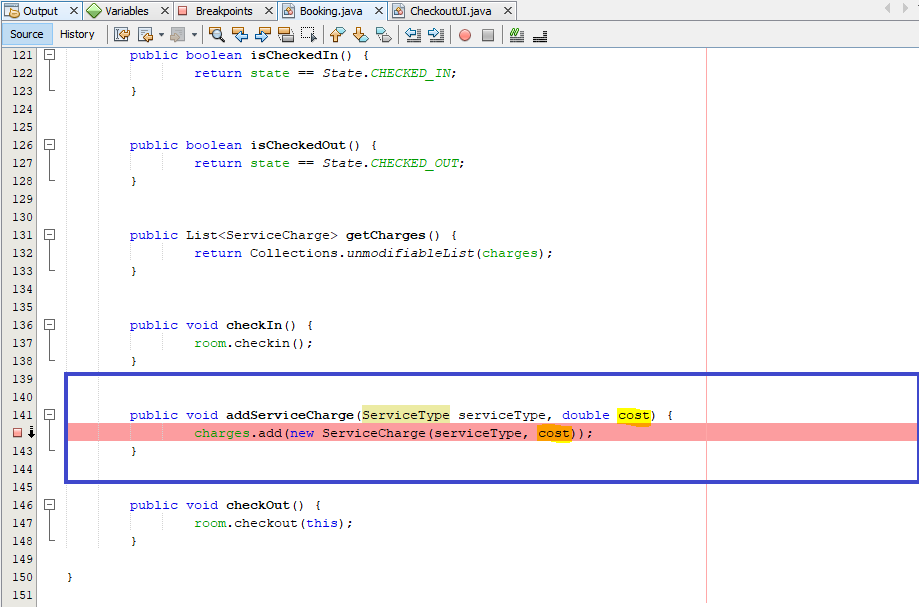 Output Variables Breakpoints Booking.java CheckoutUI.java
Source History
121 public boolean isCheckedIn() {
122 return state == State.CHECKED_IN;
123 }
124
125
126 public boolean isCheckedOut() {
127 return state == State.CHECKED_OUT;
128 }
129
130
131 public List<ServiceCharge> getCharges() {
132 return Collections.unmodifiableList(charges);
133 }
134
135
136 public void checkIn() {
137 room.checkin();
138 }
139
140
141 public void addServiceCharge(ServiceType serviceType, double cost) {
charges.add(new ServiceCharge(serviceType, cost));
143 }
144
145
146 public void checkOut() {
147 room.checkout(this);
148 }
149
150 }
151